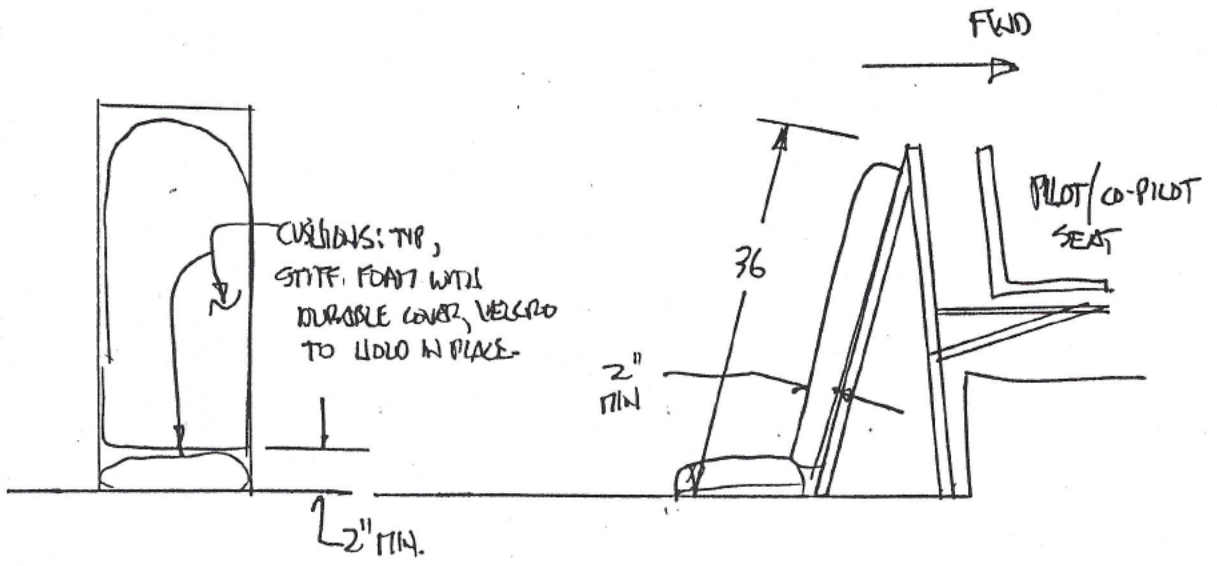 FWD
PILOT/CO-PILOT
SEAT
CUSHIONS: TYP,
STIFF FOAM WITH
DURABLE COVER, VELCRO
TO HOLD IN PLACE.
36
2"
MIN
2" MIN.